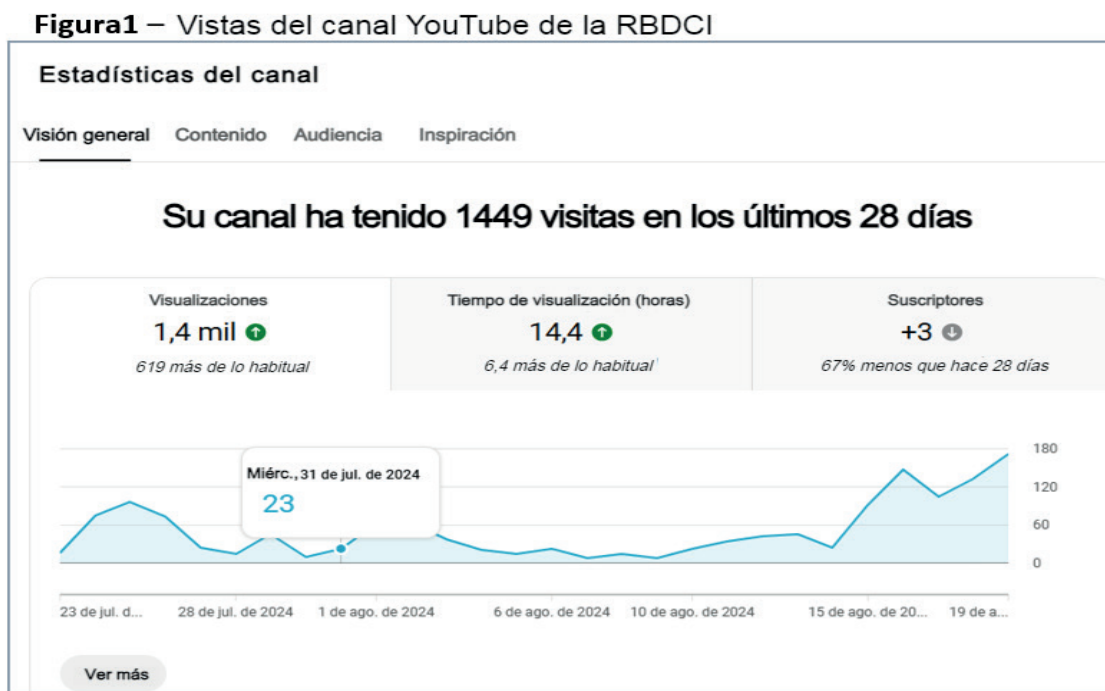 Figura1 – Vistas del canal YouTube de la RBDCI
Estadísticas del canal
Visión general Contenido Audiencia Inspiración
Su canal ha tenido 1449 visitas en los últimos 28 días
Visualizaciones Tiempo de visualización (horas) Suscriptores
1,4 mil 14,4 +3
619 más de lo habitual 6,4 más de lo habitual 67% menos que hace 28 días
180
Miérc., 31 de jul. de 2024
23
120
60
0
23 de jul. d... 28 de jul. de 2024 1 de ago. de 2024 6 de ago. de 2024 10 de ago. de 2024 15 de ago. de 20... 19 de a...
Ver más